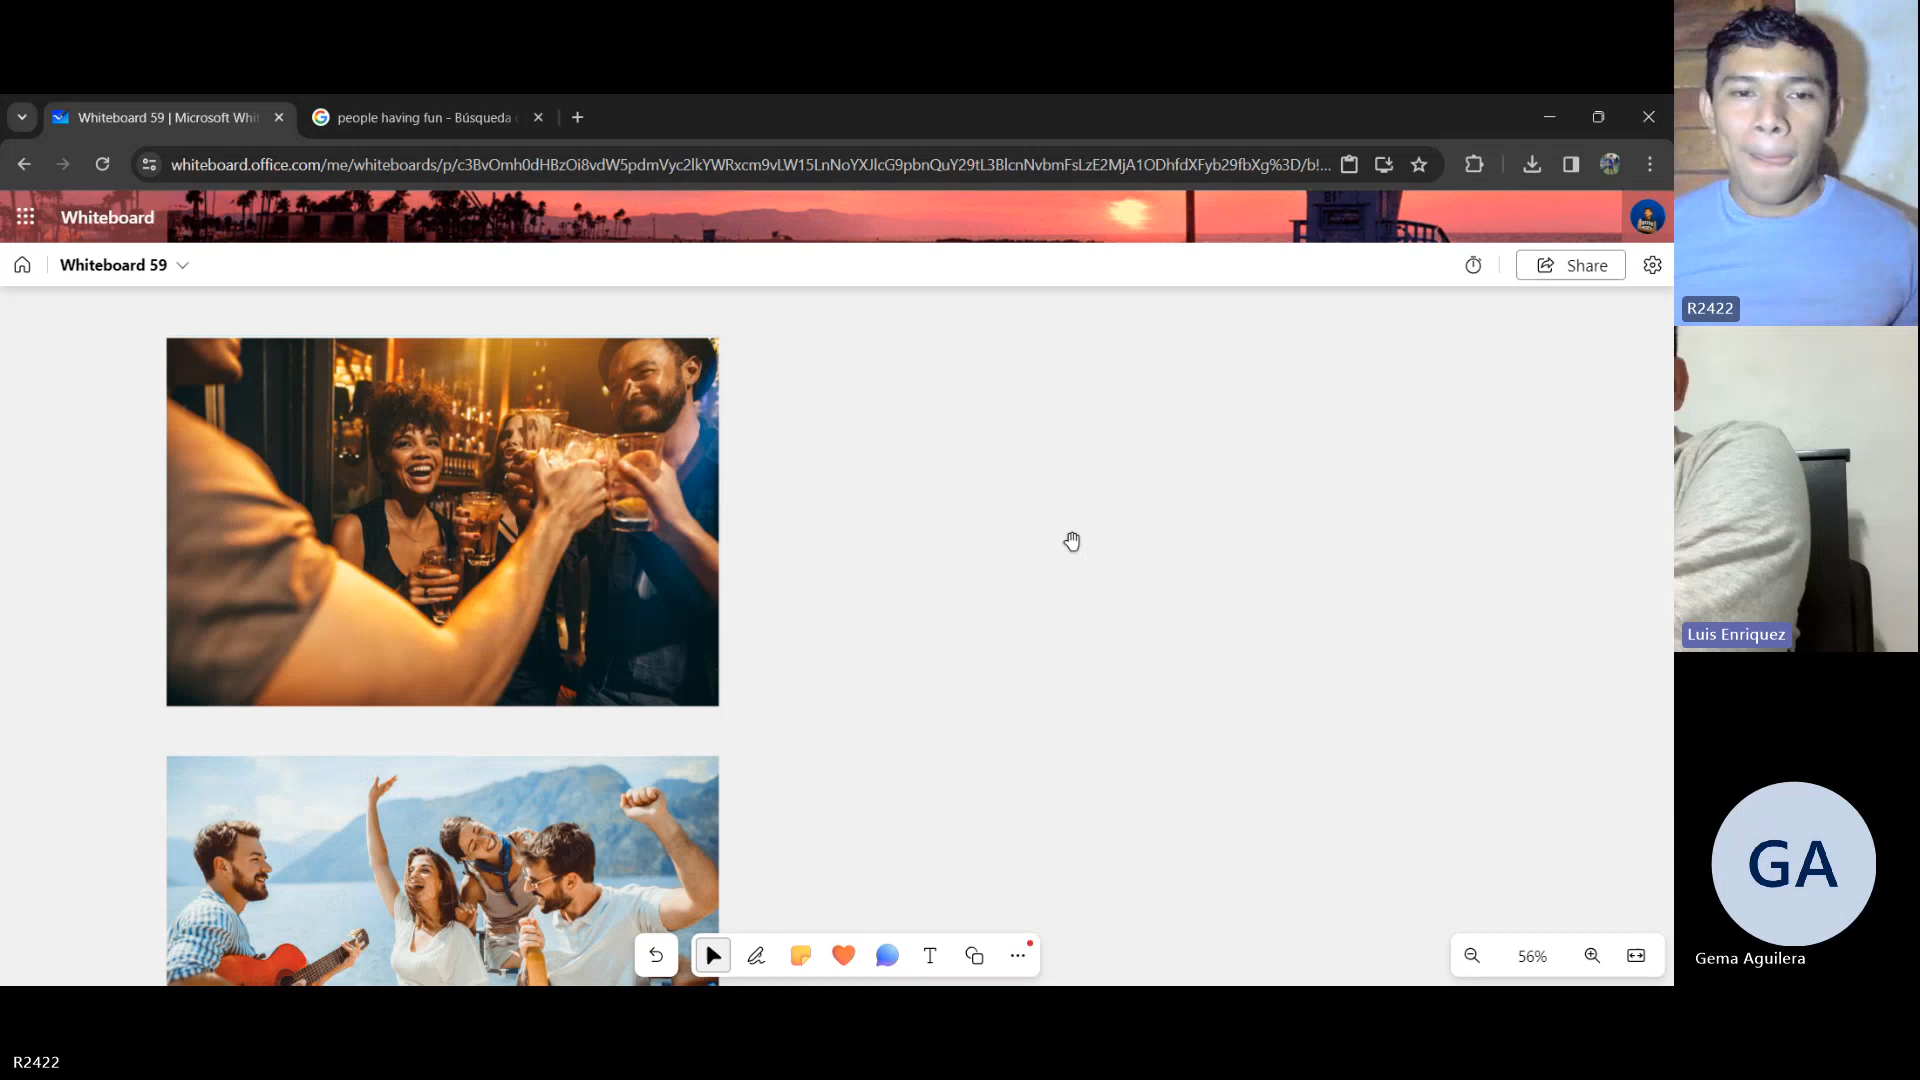 Whiteboard 59 | Microsoft Whi
people having fun - Búsqueda
whiteboard.office.com/me/whiteboards/p/c3BvOmh0dHBzOi8vdW5pdmVyc2lkYWRxcm9vLW15LnNoYXJlcG9pbnQuY29tL3BlcnNvbmFsLzE2MjA1ODhfdXFyb29fbXg%3D/b!...
Whiteboard
Whiteboard 59
Share
R2422
Luis Enriquez
GA
Gema Aguilera
T
56%
R2422